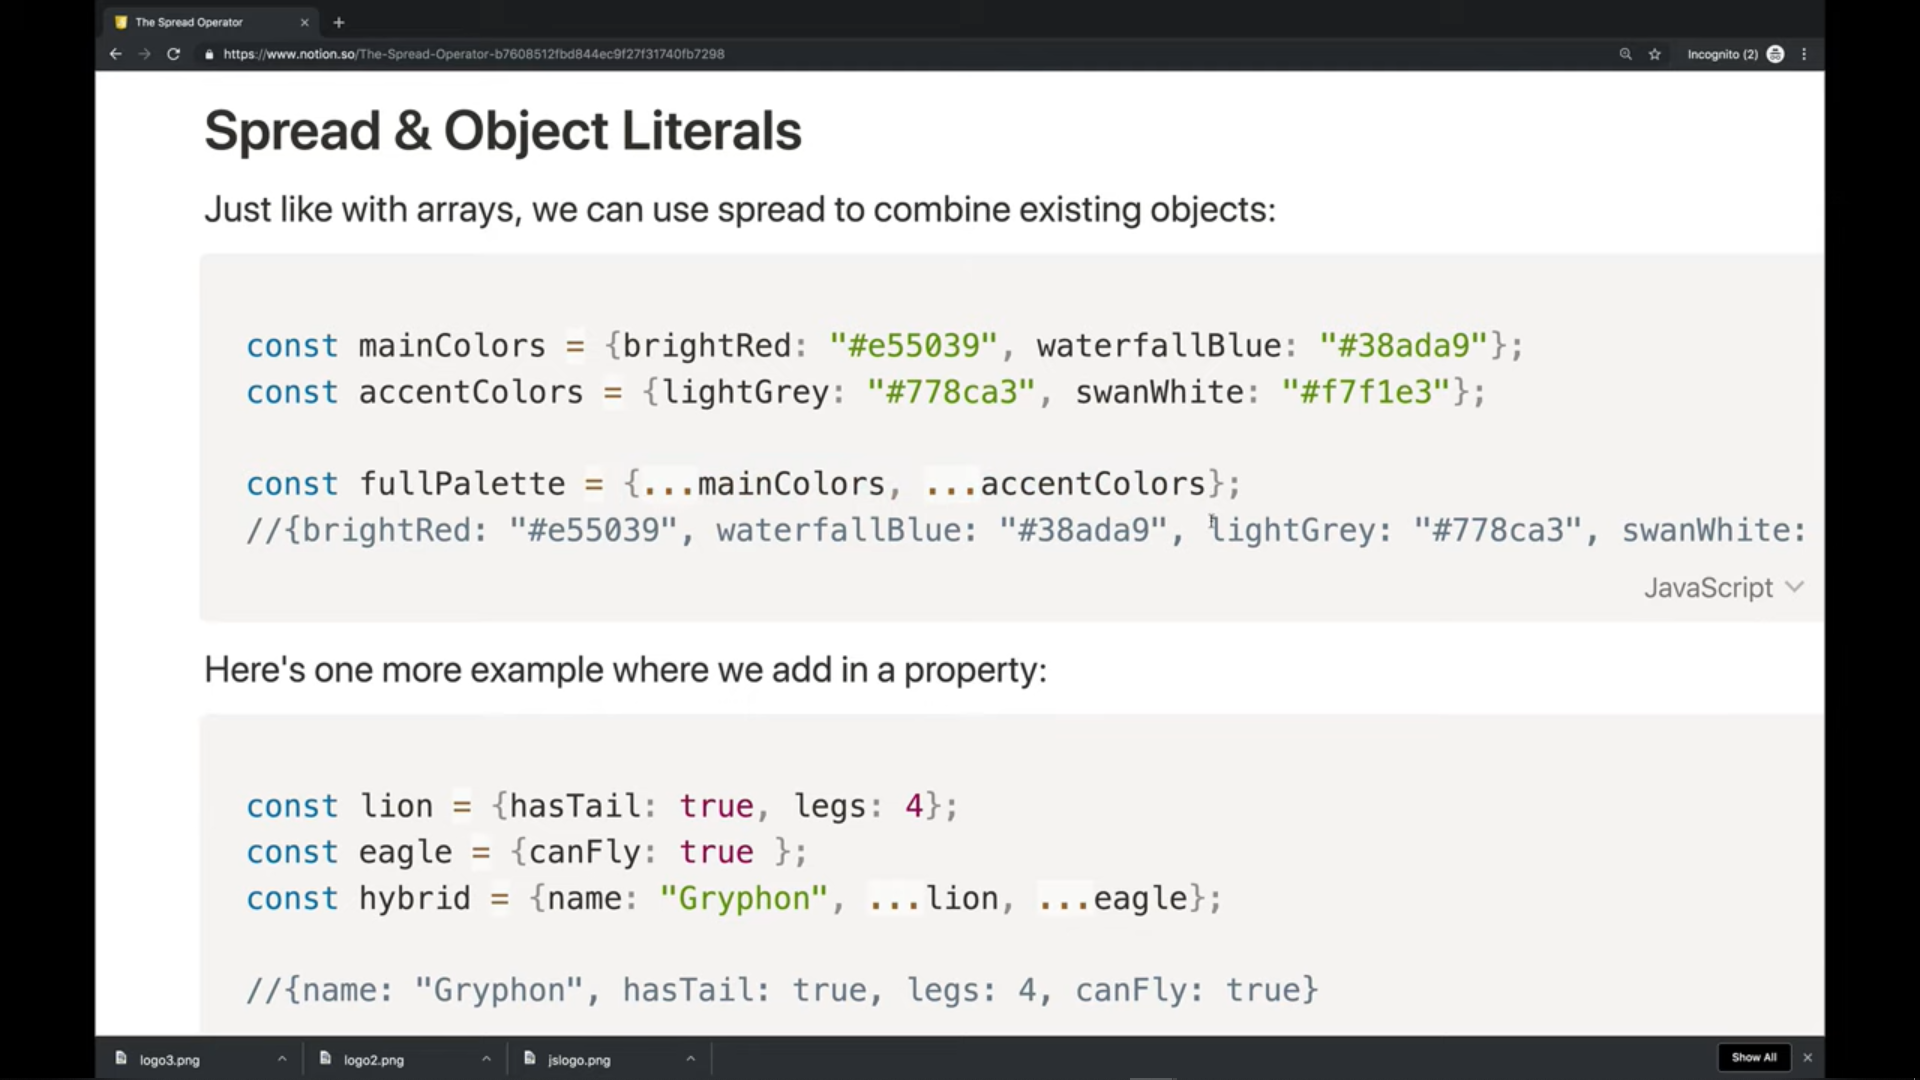 The Spread Operator
https://www.notion.so/The-Spread-Operator-b7608512fbd844ec9f27f31740fb7298
Incognito (2)
Spread & Object Literals
Just like with arrays, we can use spread to combine existing objects:
const mainColors = {brightRed: "#e55039", waterfallBlue: "#38ada9"};
const accentColors = {lightGrey: "#778ca3", swanWhite: "#f7f1e3"};
const fullPalette = {...mainColors, ...accentColors};
//{brightRed: "#e55039", waterfallBlue: "#38ada9", lightGrey: "#778ca3", swanWhite:
JavaScript
Here's one more example where we add in a property:
const lion = {hasTail: true, legs: 4};
const eagle = {canFly: true };
const hybrid = {name: "Gryphon", ...lion, ...eagle};
//{name: "Gryphon", hasTail: true, legs: 4, canFly: true}
logo3.png
logo2.png
jslogo.png
Show All